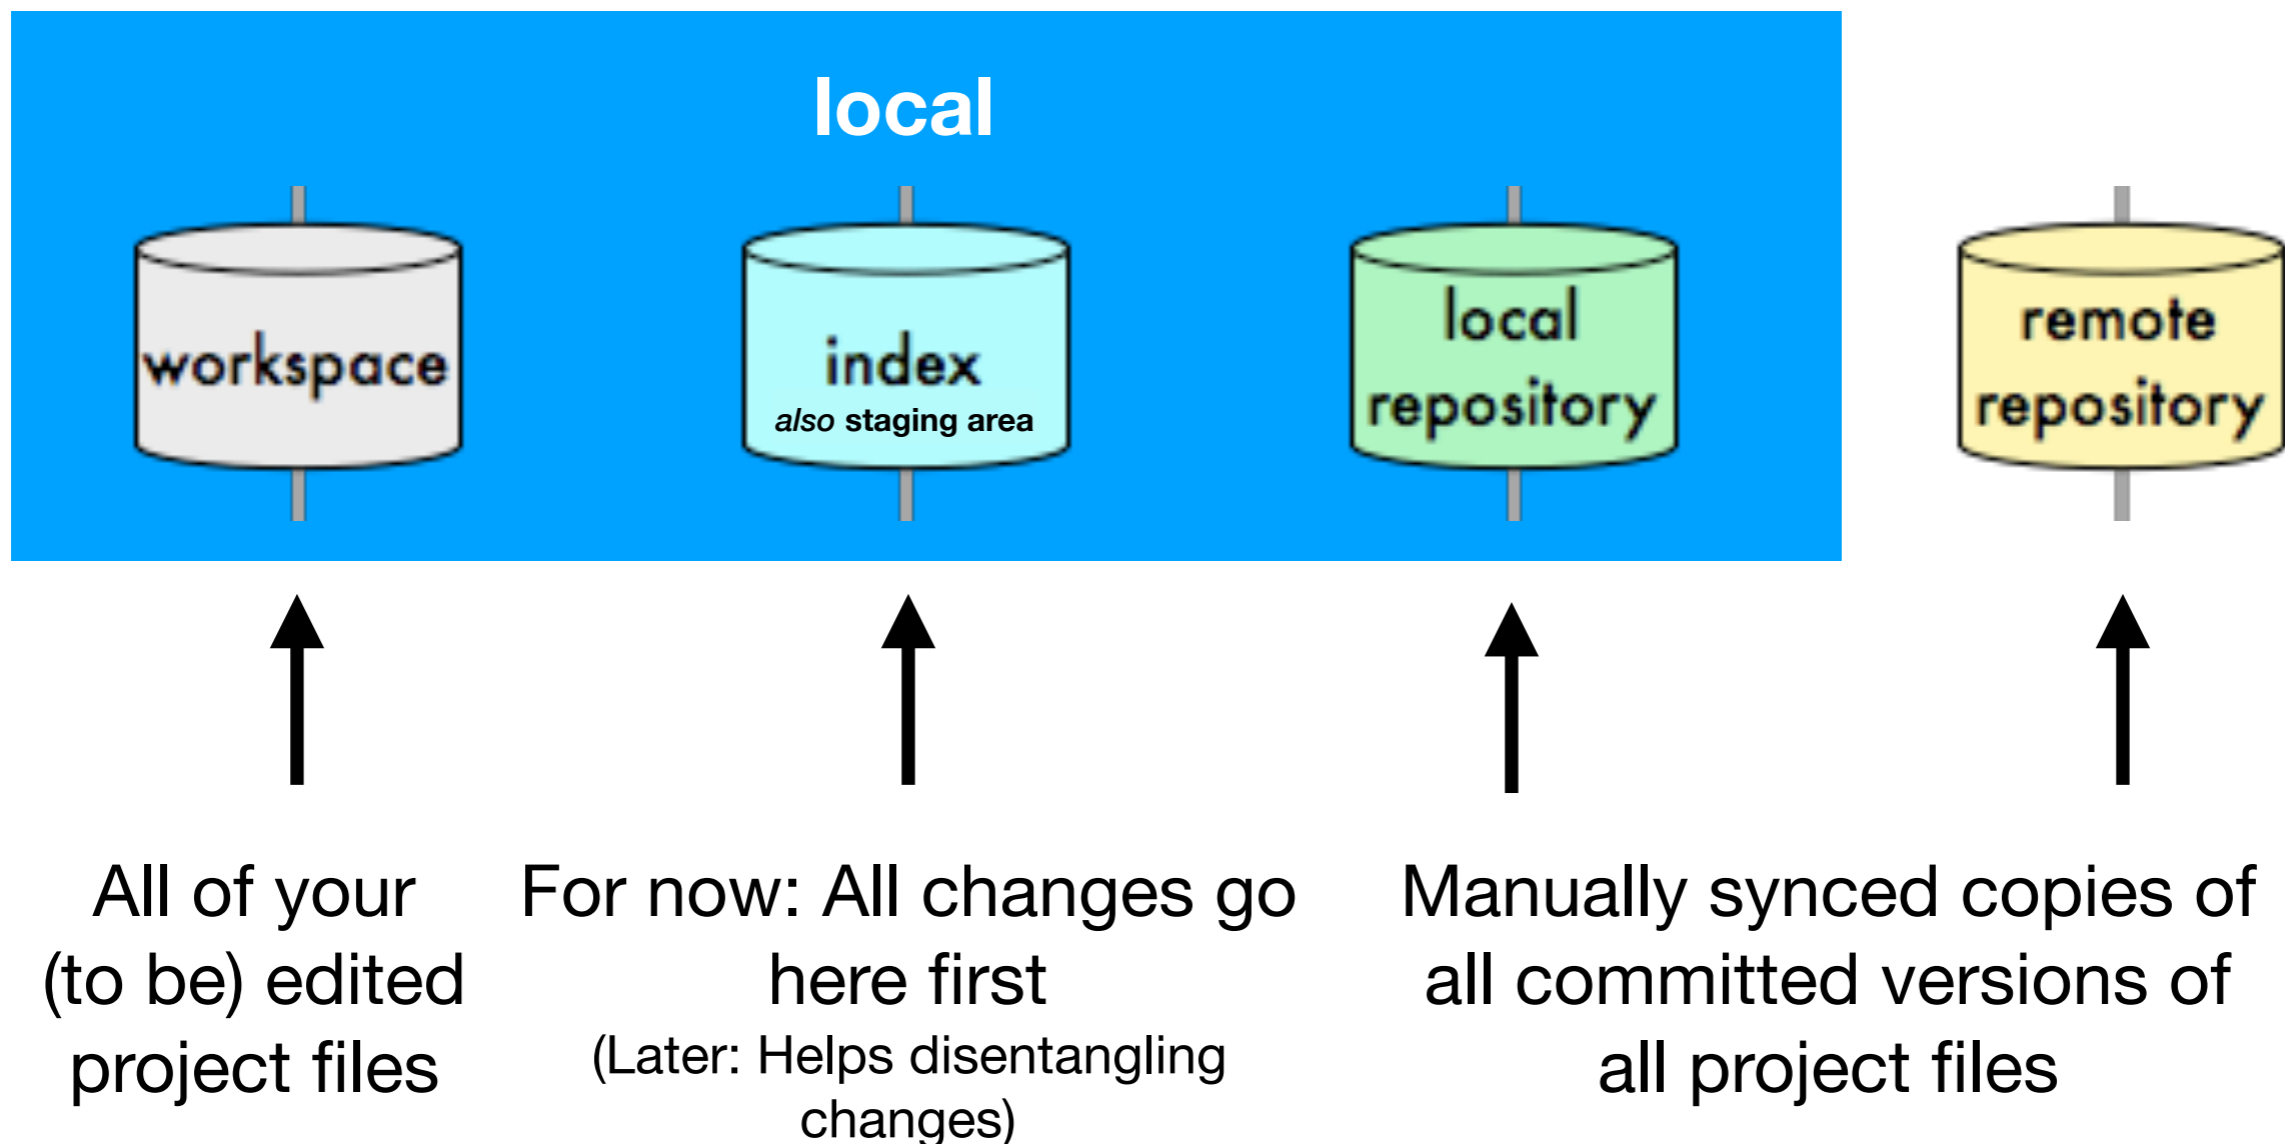 local
workspace
index
also staging area
local
repository
remote
repository
All of your
(to be) edited
project files
For now: All changes go
here first
(Later: Helps disentangling
changes)
Manually synced copies of
all committed versions of
all project files